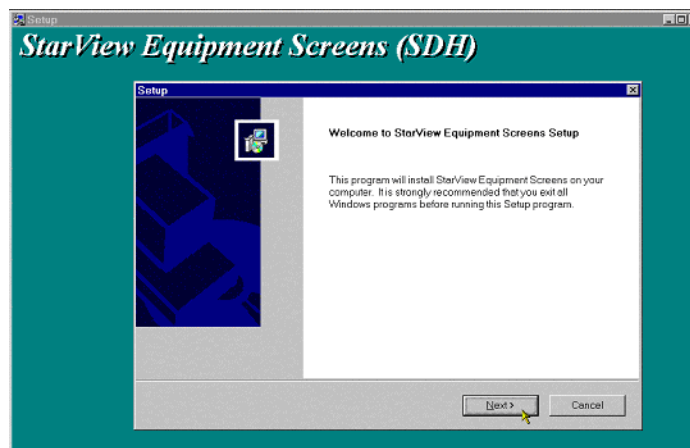 Setup
StarView Equipment Screens (SDH)
Setup
Welcome to StarView Equipment Screens Setup
This program will install StarView Equipment Screens on your
computer. It is strongly recommended that you exit all
Windows programs before running this Setup program.
Next >
Cancel